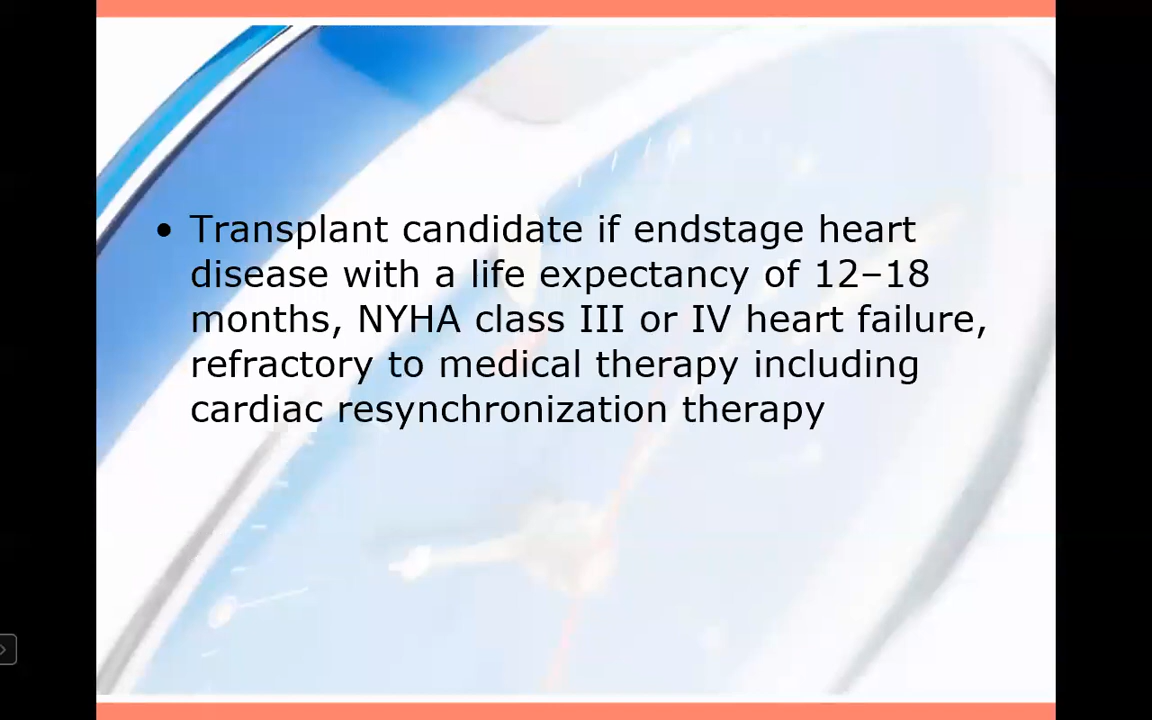 • Transplant candidate if endstage heart
disease with a life expectancy of 12–18
months, NYHA class III or IV heart failure,
refractory to medical therapy including
cardiac resynchronization therapy